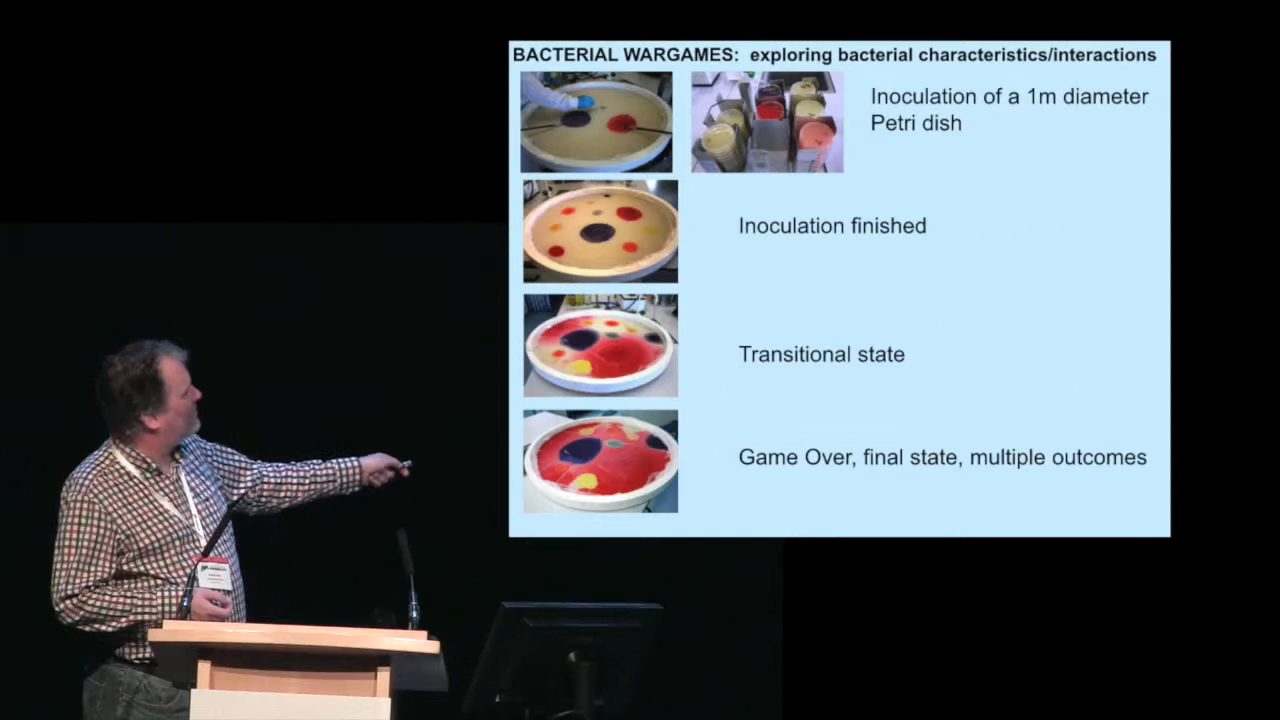 BACTERIAL WARGAMES: exploring bacterial characteristics/interactions
Inoculation of a 1m diameter
Petri dish
Inoculation finished
Transitional state
Game Over, final state, multiple outcomes